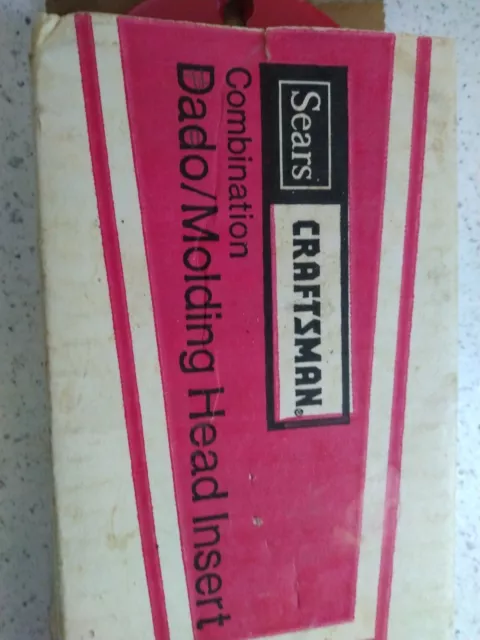 Sears
CRAFTSMAN®
Combination
Dado/Molding Head Insert